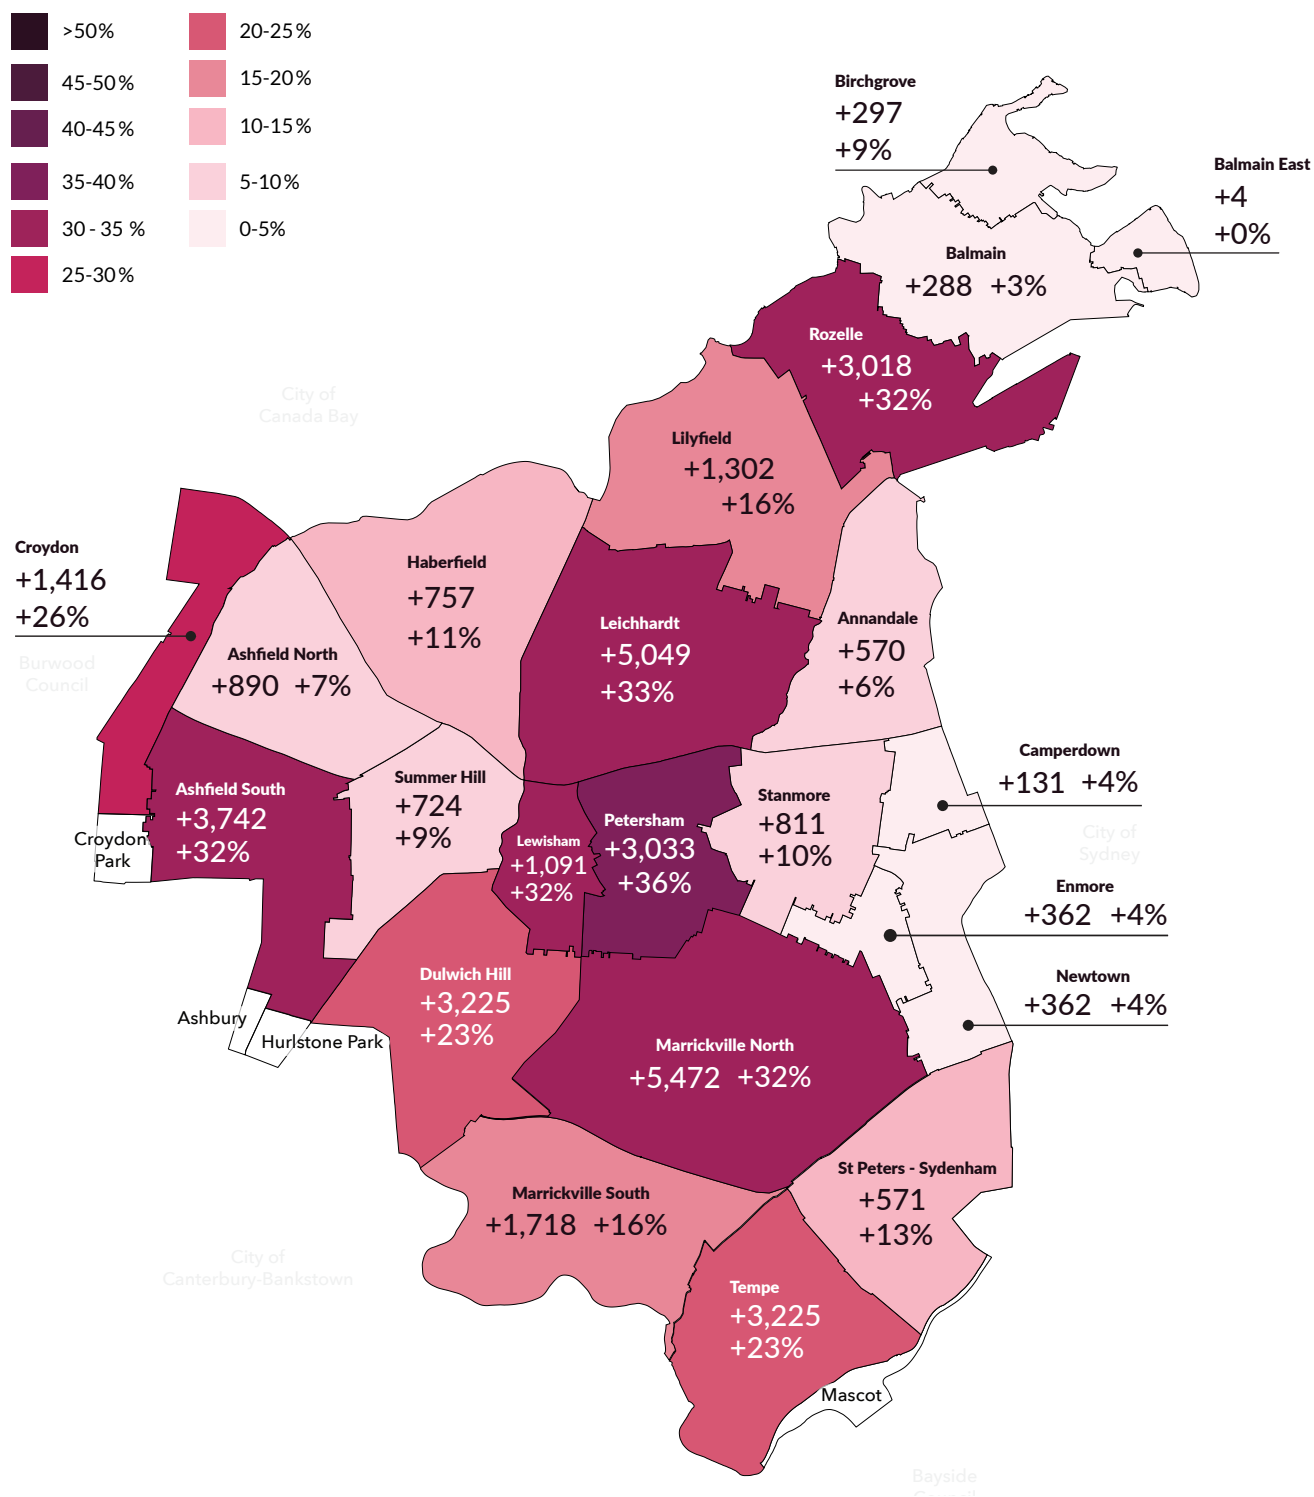 >50%
45-50%
40-45%
35-40%
30 - 35 %
25-30%
20-25%
15-20%
10-15%
5-10%
0-5%
Birchgrove
+297
+9%
Balmain East
+4
+0%
Balmain
+288 +3%
Rozelle
+3,018
+32%
City of
Canada Bay
Lilyfield
+1,302
+16%
Croydon
+1,416
+26%
Haberfield
+757
+11%
Leichhardt
+5,049
+33%
Annandale
+570
+6%
Burwood
Council
Ashfield North
+890 +7%
Camperdown
+131 +4%
Ashfield South
+3,742
+32%
Summer Hill
+724
+9%
Lewisham
+1,091
+32%
Petersham
+3,033
+36%
Stanmore
+811
+10%
City of
Sydney
Croydon
Park
Enmore
+362 +4%
Newtown
+362 +4%
Dulwich Hill
+3,225
+23%
Ashbury
Hurlstone Park
Marrickville North
+5,472 +32%
St Peters - Sydenham
+571
+13%
Marrickville South
+1,718 +16%
City of
Canterbury-Bankstown
Tempe
+3,225
+23%
Mascot
Bayside
Council